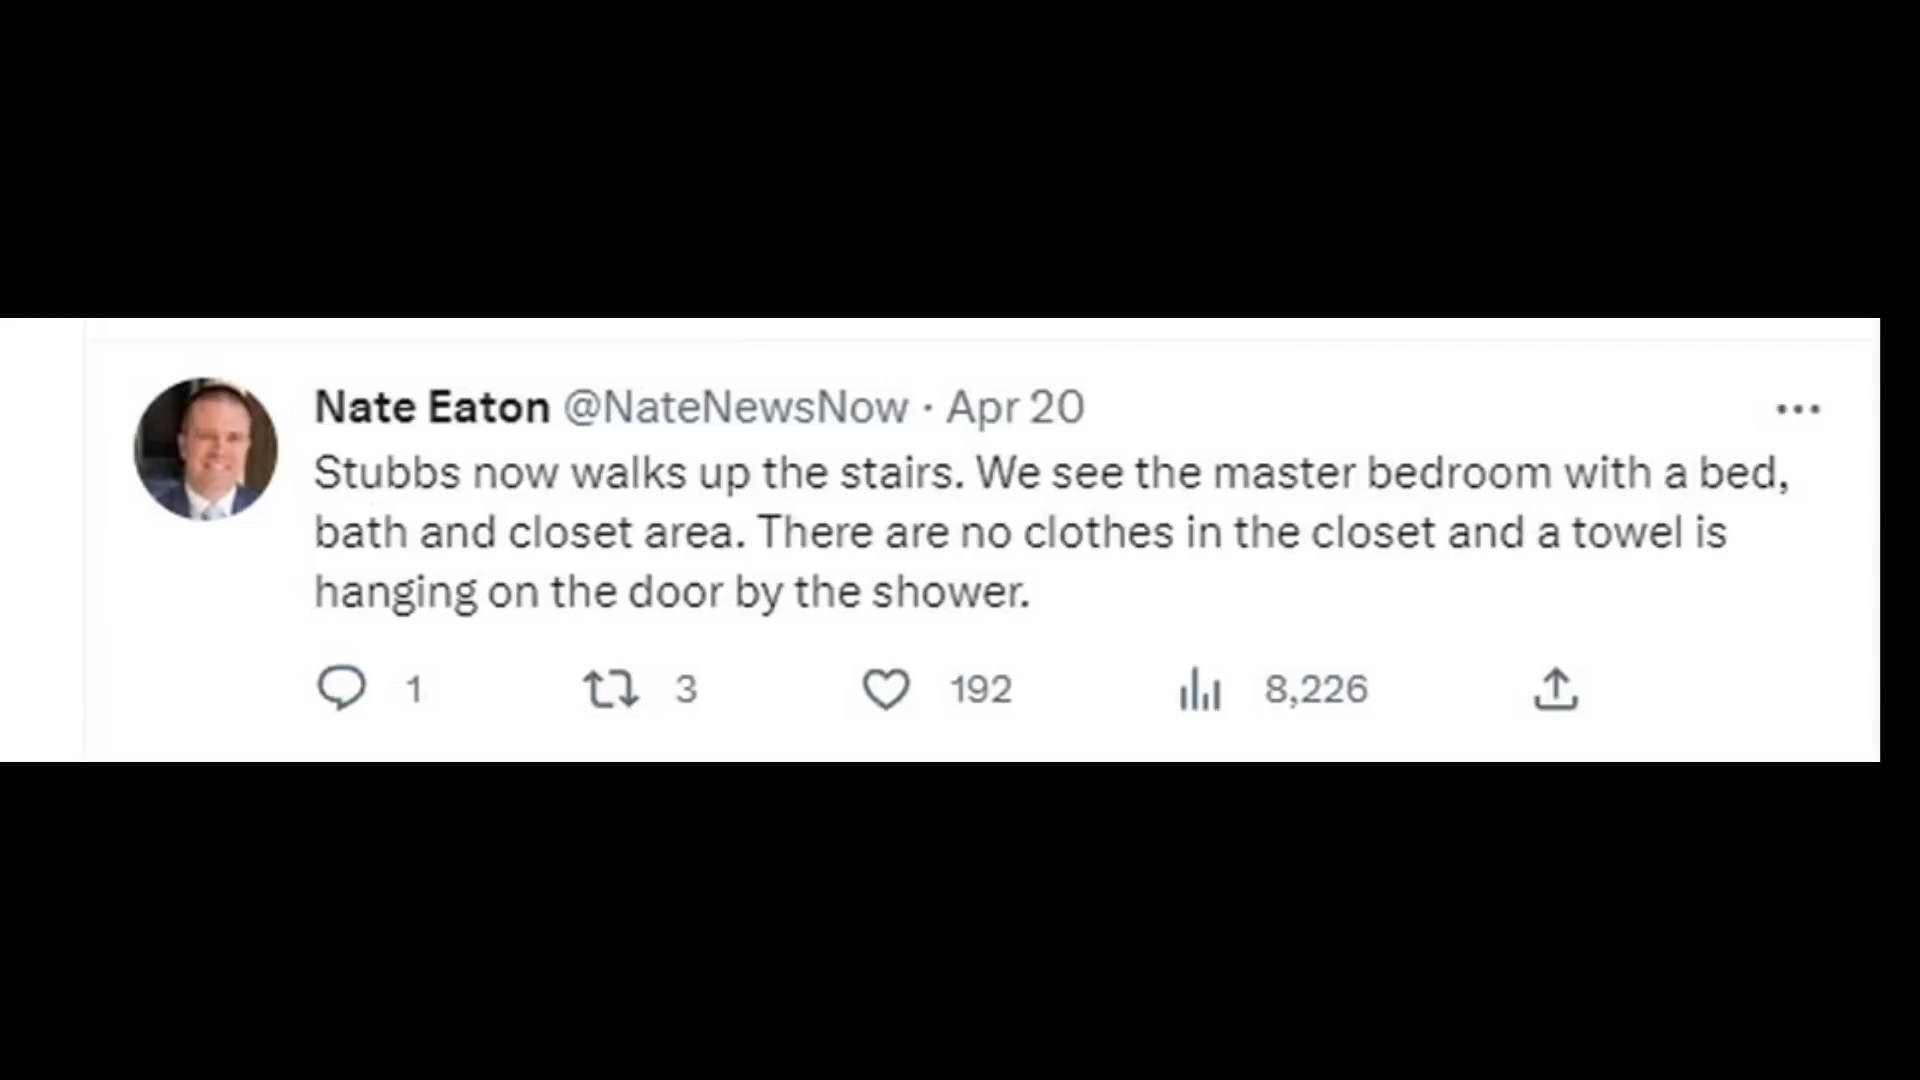 Nate Eaton @NateNewsNow · Apr 20
Stubbs now walks up the stairs. We see the master bedroom with a bed,
bath and closet area. There are no clothes in the closet and a towel is
hanging on the door by the shower.
1 3 192 8,226